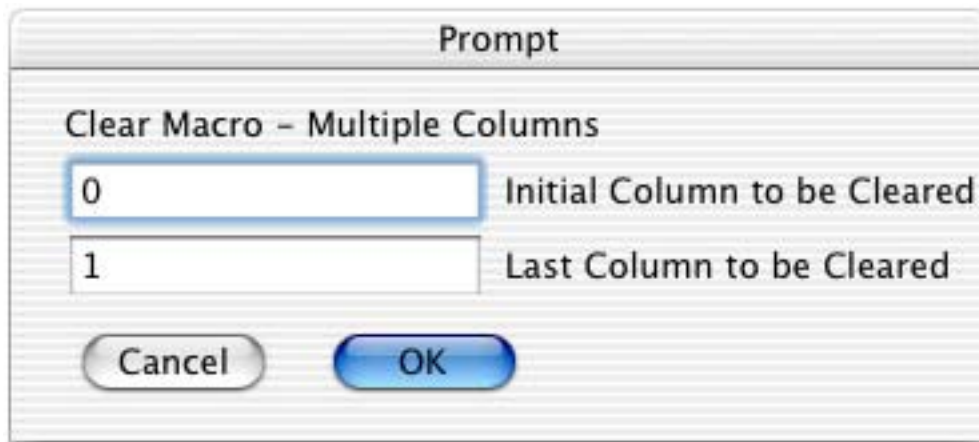 Prompt
Clear Macro – Multiple Columns
0 Initial Column to be Cleared
1 Last Column to be Cleared
Cancel OK